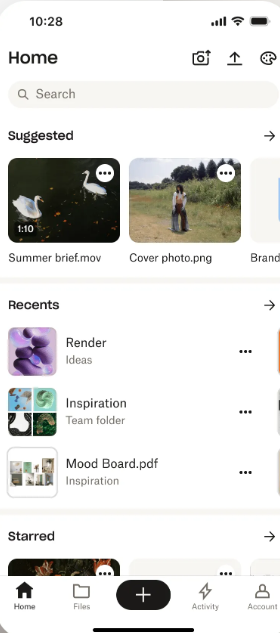 10:28
Home
Search
Suggested
1:10
Summer brief.mov
Cover photo.png
Brand
Recents
Render
Ideas
Inspiration
Team folder
Mood Board.pdf
Inspiration
Starred
Home
Files
Activity
Account